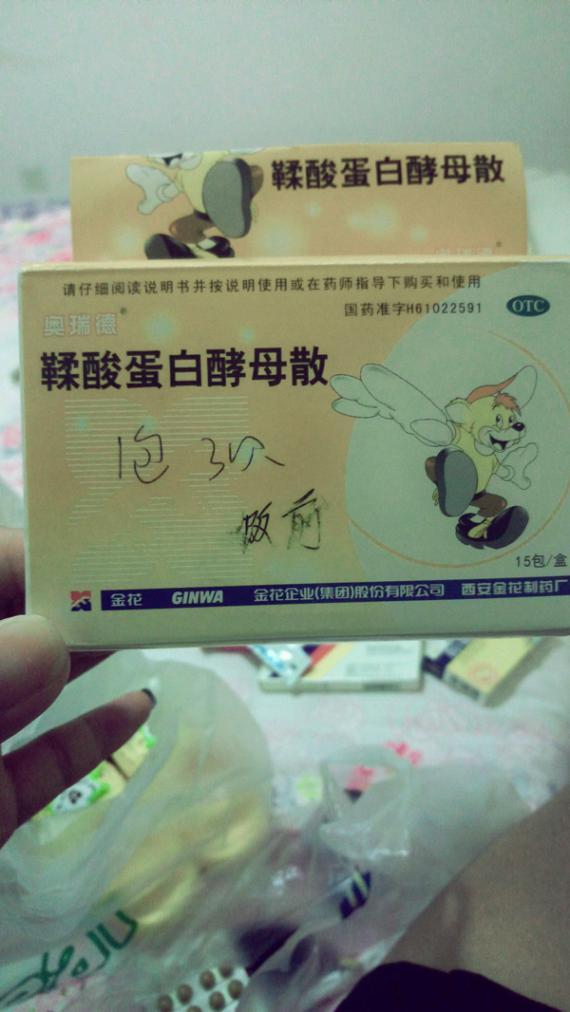 鞣酸蛋白酵母散
请仔细阅读说明书并按说明使用或在药师指导下购买和使用
国药准字H61022591
OTC
奥瑞德®
鞣酸蛋白酵母散
1包 3次
饭前
15包/盒
金花 GINWA 金花企业(集团)股份有限公司 西安金花制药厂